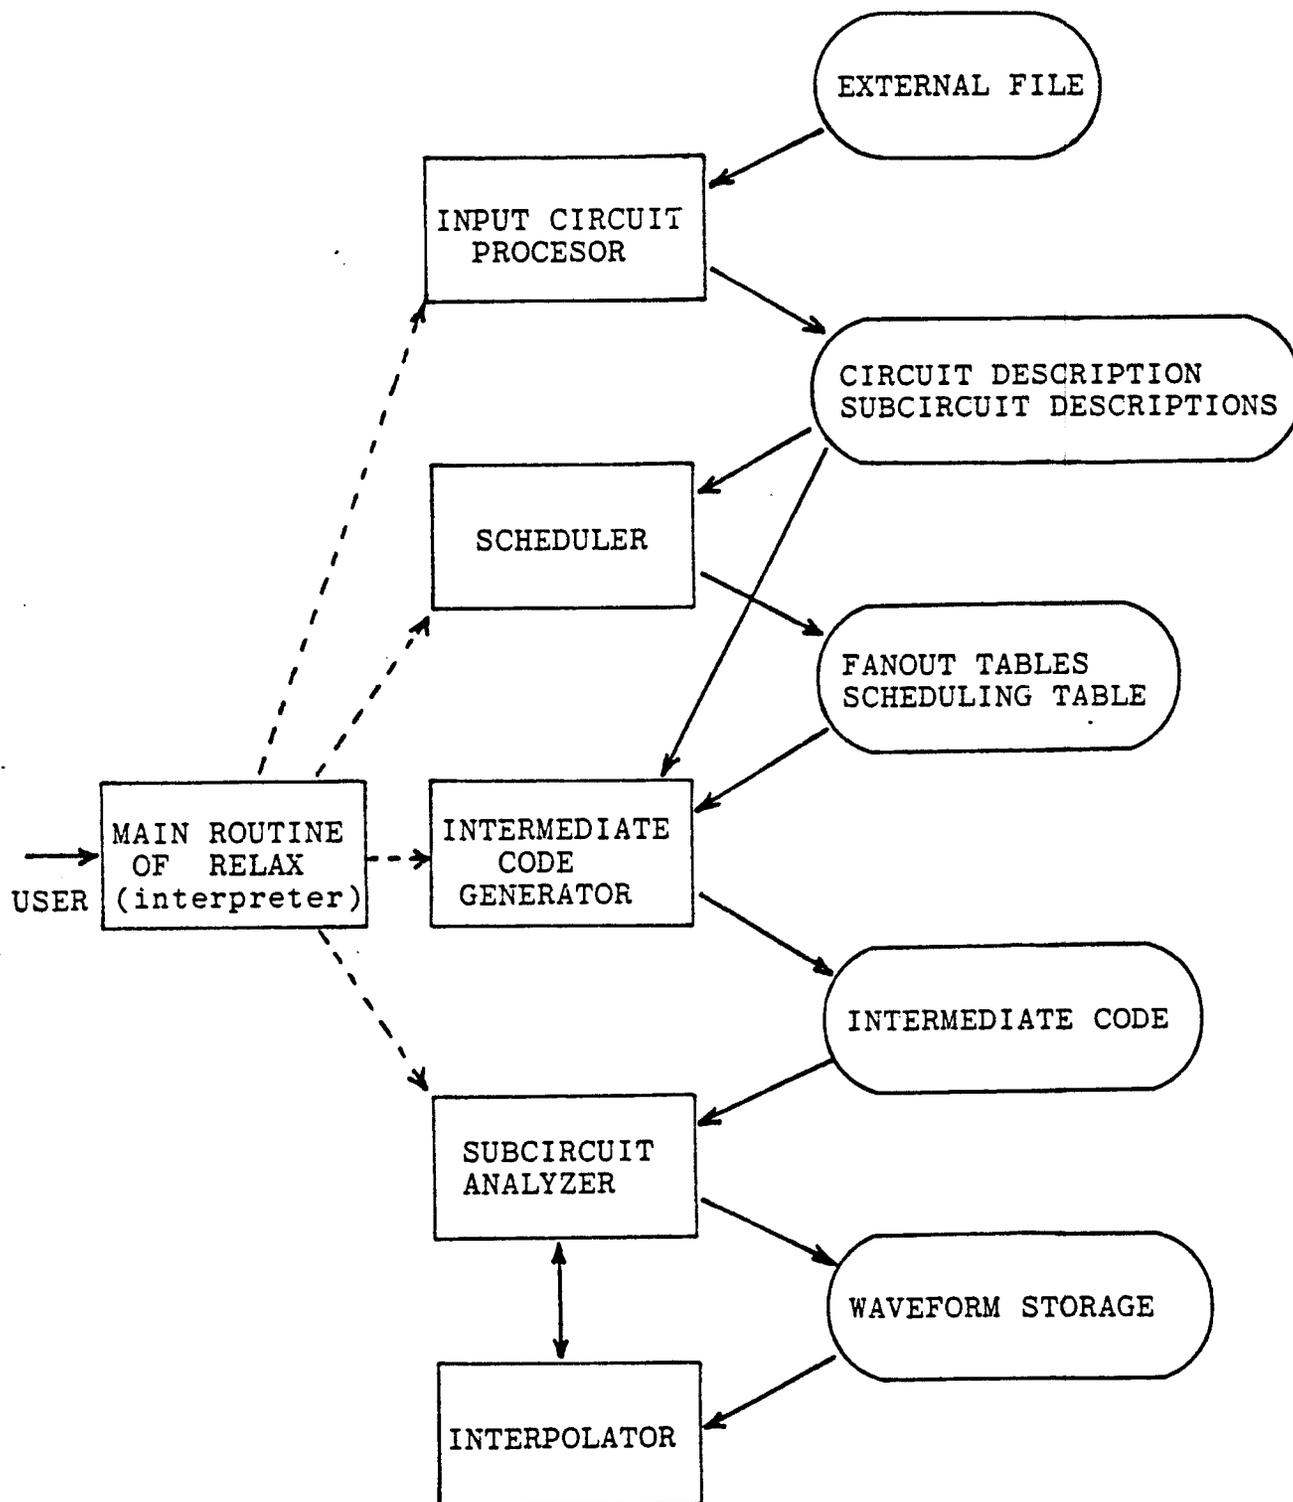 EXTERNAL FILE
INPUT CIRCUIT
PROCESOR
CIRCUIT DESCRIPTION
SUBCIRCUIT DESCRIPTIONS
SCHEDULER
FANOUT TABLES
SCHEDULING TABLE
MAIN ROUTINE
OF RELAX
(interpreter)
USER
INTERMEDIATE
CODE
GENERATOR
INTERMEDIATE CODE
SUBCIRCUIT
ANALYZER
WAVEFORM STORAGE
INTERPOLATOR